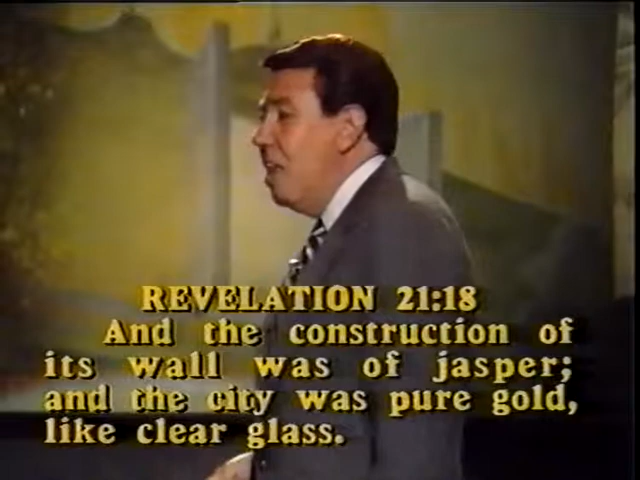 REVELATION 21:18
And the construction of
its wall was of jasper;
and the city was pure gold,
like clear glass.